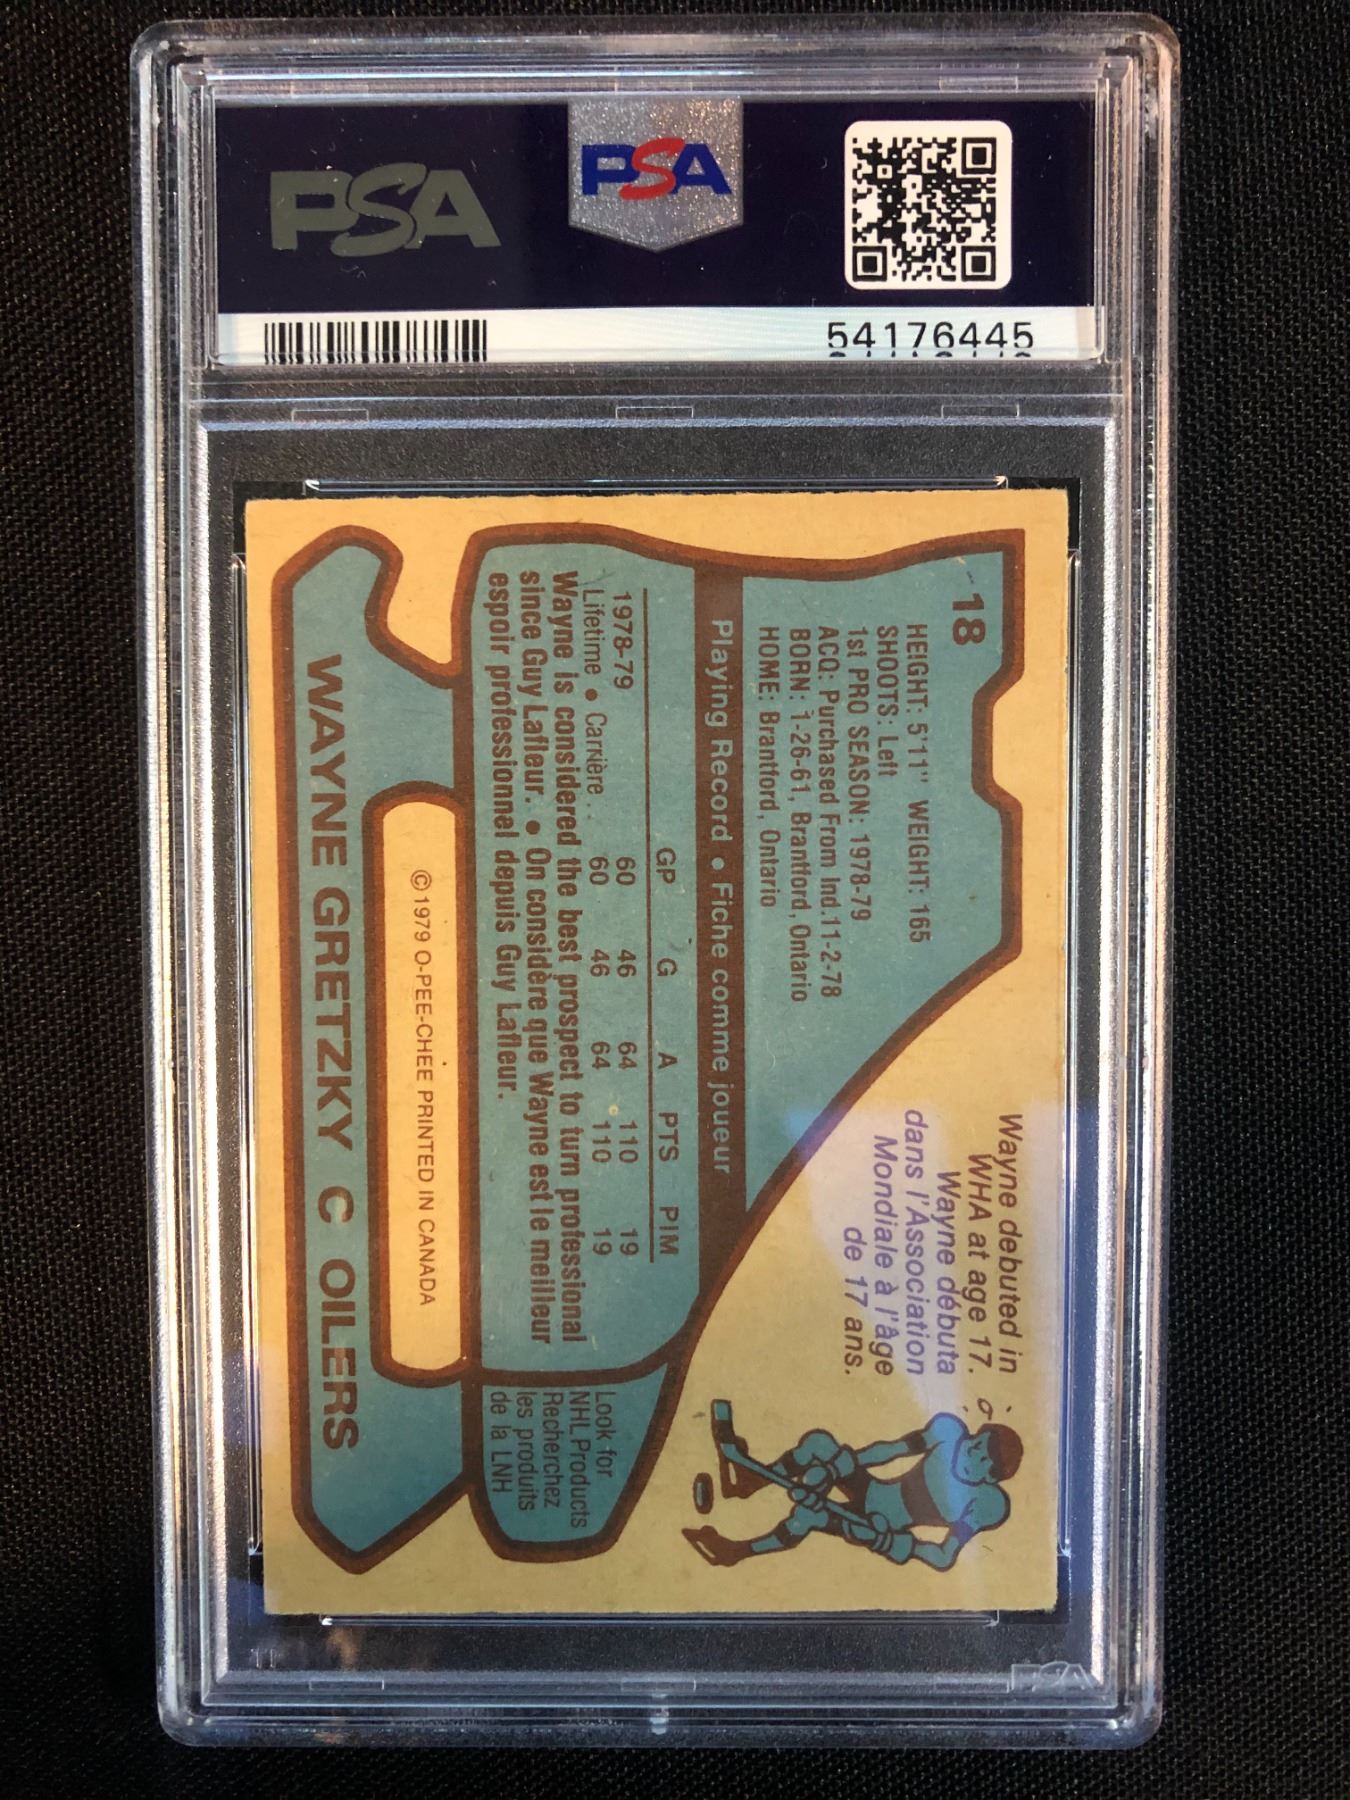 PSA
PSA
54176445
18
HEIGHT: 5'11" WEIGHT: 165
SHOOTS: Left
1st PRO SEASON: 1978-79
ACQ: Purchased From Ind.11-2-78
BORN: 1-26-61, Brantford, Ontario
HOME: Brantford, Ontario
Wayne debuted in
WHA at age 17.
Wayne débuta
dans l'Association
Mondiale à l'âge
de 17 ans.
Playing Record • Fiche comme joueur
GP G A PTS PIM
1978-79 60 46 64 110 19
Lifetime • Carrière .. 60 46 64 110 19
Wayne is considered the best prospect to turn professional
since Guy Lafleur. • On considère que Wayne est le meilleur
espoir professionnel depuis Guy Lafleur.
Look for
NHL Products
Recherchez
les produits
de la LNH
©1979 O-PEE-CHEE PRINTED IN CANADA
WAYNE GRETZKY C OILERS
PSA